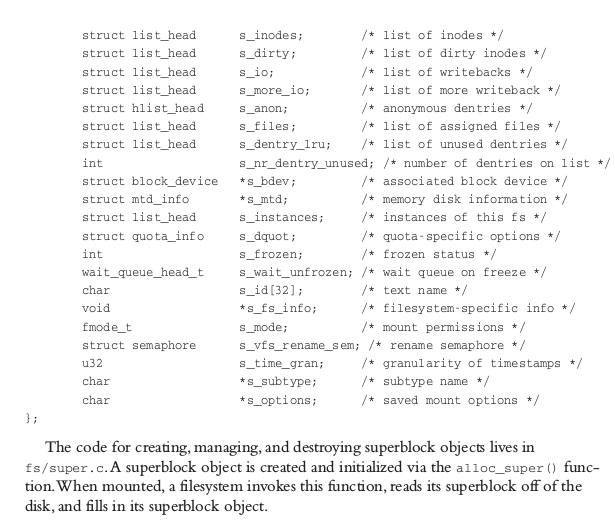 struct list_head s_inodes; /* list of inodes */
struct list_head s_dirty; /* list of dirty inodes */
struct list_head s_io; /* list of writebacks */
struct list_head s_more_io; /* list of more writeback */
struct hlist_head s_anon; /* anonymous dentries */
struct list_head s_files; /* list of assigned files */
struct list_head s_dentry_lru; /* list of unused dentries */
int s_nr_dentry_unused; /* number of dentries on list */
struct block_device *s_bdev; /* associated block device */
struct mtd_info *s_mtd; /* memory disk information */
struct list_head s_instances; /* instances of this fs */
struct quota_info s_dquot; /* quota-specific options */
int s_frozen; /* frozen status */
wait_queue_head_t s_wait_unfrozen; /* wait queue on freeze */
char s_id[32]; /* text name */
void *s_fs_info; /* filesystem-specific info */
fmode_t s_mode; /* mount permissions */
struct semaphore s_vfs_rename_sem; /* rename semaphore */
u32 s_time_gran; /* granularity of timestamps */
char *s_subtype; /* subtype name */
char *s_options; /* saved mount options */
};
The code for creating, managing, and destroying superblock objects lives in
fs/super.c. A superblock object is created and initialized via the alloc_super() func-
tion. When mounted, a filesystem invokes this function, reads its superblock off of the
disk, and fills in its superblock object.